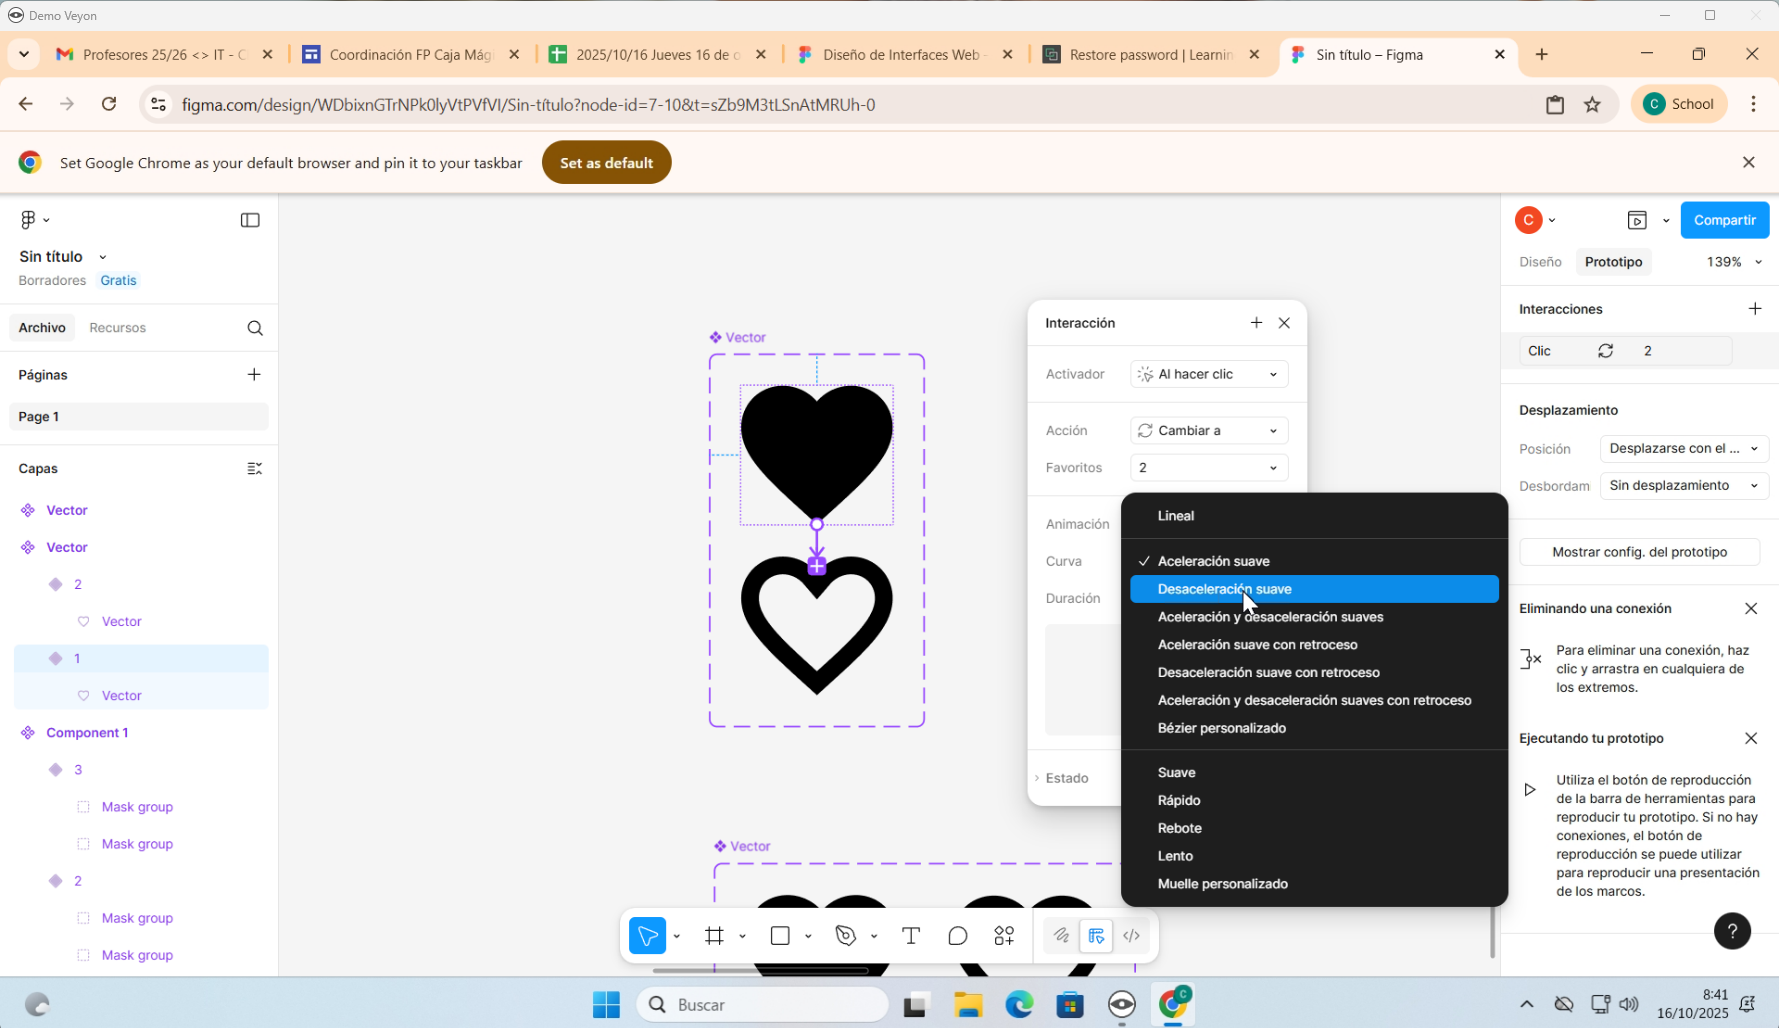 Demo Veyon
Profesores 25/26 <> IT - C
Coordinación FP Caja Mági
2025/10/16 Jueves 16 de o
Diseño de Interfaces Web -
Restore password | Learnin
Sin título – Figma
figma.com/design/WDbixnGTrNPk0lyVtPVfVI/Sin-título?node-id=7-10&t=sZb9M3tLSnAtMRUh-0
C School
Set Google Chrome as your default browser and pin it to your taskbar
Set as default
Sin título
Borradores Gratis
Archivo Recursos
Páginas
Page 1
Capas
Vector
Vector
2
Vector
1
Vector
Component 1
3
Mask group
Mask group
2
Mask group
Mask group
Vector
Vector
Interacción
Activador Al hacer clic
Acción Cambiar a
Favoritos 2
Animación
Curva
Duración
Estado
Lineal
Aceleración suave
Desaceleración suave
Aceleración y desaceleración suaves
Aceleración suave con retroceso
Desaceleración suave con retroceso
Aceleración y desaceleración suaves con retroceso
Bézier personalizado
Suave
Rápido
Rebote
Lento
Muelle personalizado
C
Compartir
Diseño Prototipo 139%
Interacciones
Clic 2
Desplazamiento
Posición Desplazarse con el ...
Desbordami Sin desplazamiento
Mostrar config. del prototipo
Eliminando una conexión
Para eliminar una conexión, haz
clic y arrastra en cualquiera de
los extremos.
Ejecutando tu prototipo
Utiliza el botón de reproducción
de la barra de herramientas para
reproducir tu prototipo. Si no hay
conexiones, el botón de
reproducción se puede utilizar
para reproducir una presentación
de los marcos.
?
Buscar
C
8:41
16/10/2025